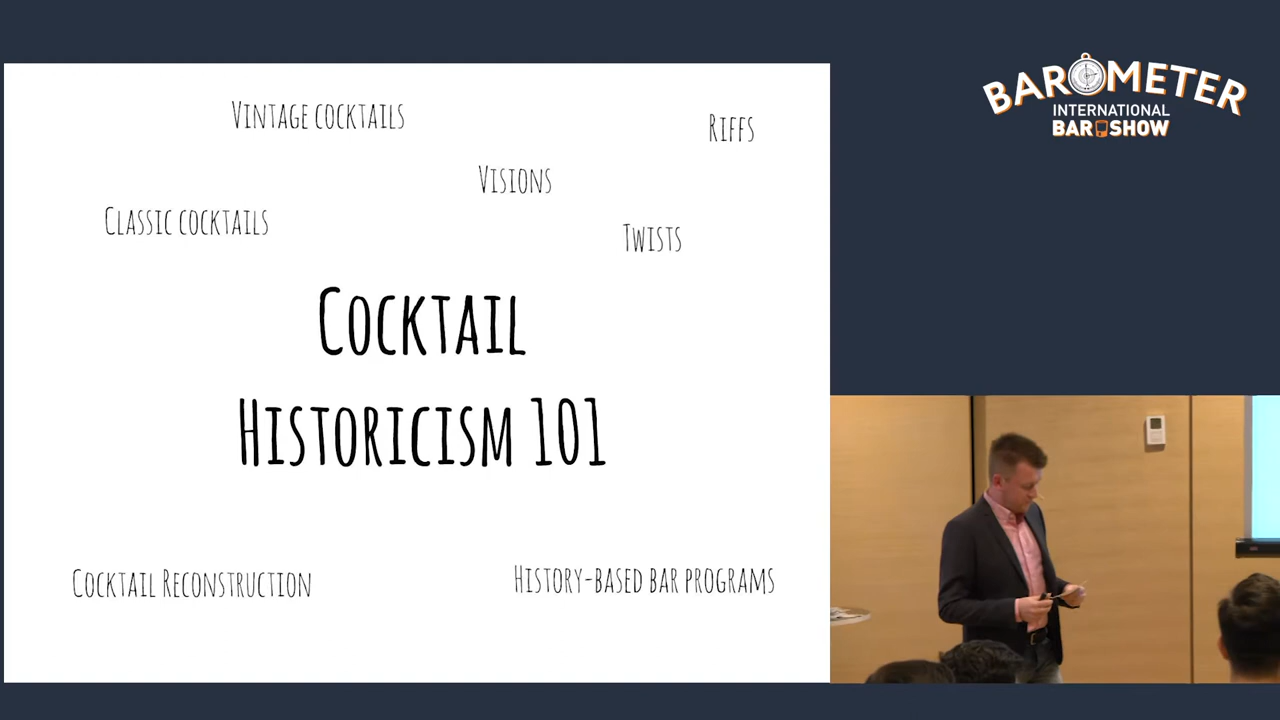 BAROMETER
INTERNATIONAL
BAR SHOW
VINTAGE COCKTAILS
RIFFS
VISIONS
CLASSIC COCKTAILS
TWISTS
COCKTAIL
HISTORICISM 101
COCKTAIL RECONSTRUCTION
HISTORY-BASED BAR PROGRAMS